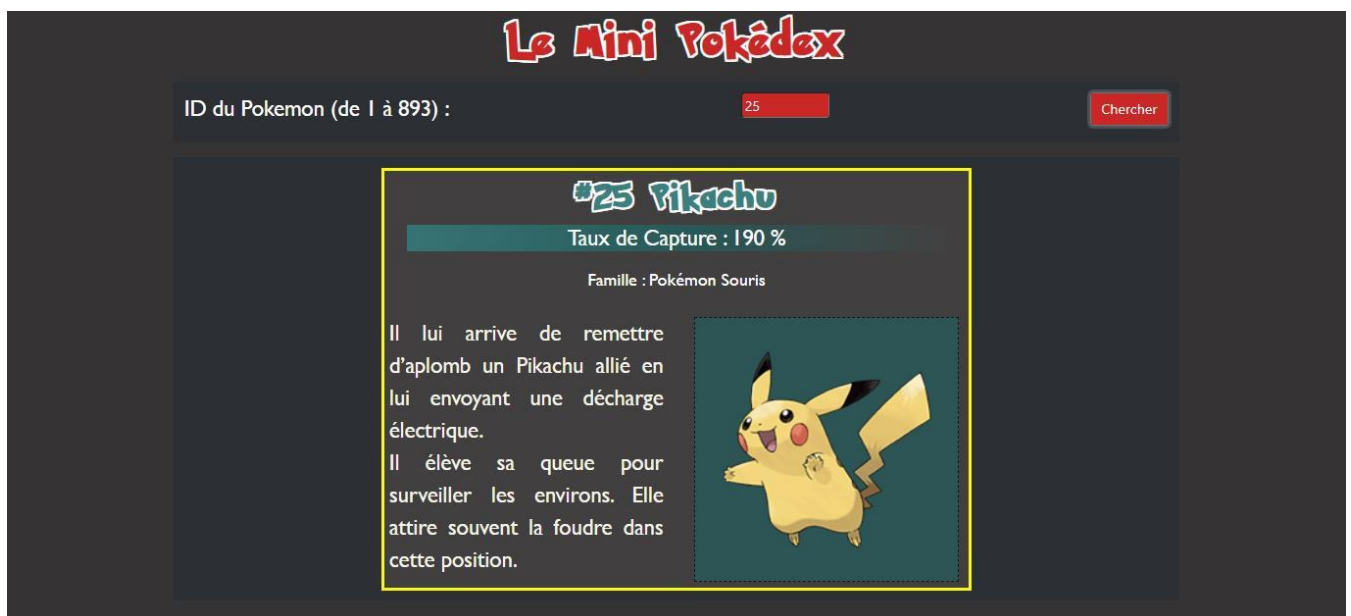 Le Mini Pokédex
ID du Pokemon (de 1 à 893) :
25
Chercher
#25 Pikachu
Taux de Capture : 190 %
Famille : Pokémon Souris
Il lui arrive de remettre
d’aplomb un Pikachu allié en
lui envoyant une décharge
électrique.
Il élève sa queue pour
surveiller les environs. Elle
attire souvent la foudre dans
cette position.